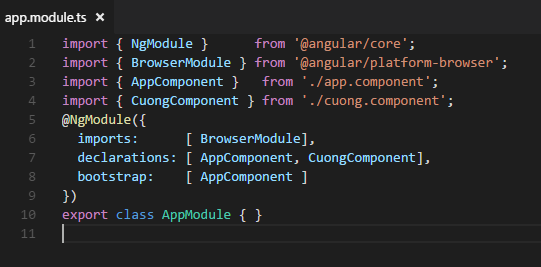 app.module.ts ×
1 import { NgModule }      from '@angular/core';
2 import { BrowserModule } from '@angular/platform-browser';
3 import { AppComponent }   from './app.component';
4 import { CuongComponent } from './cuong.component';
5 @NgModule({
6   imports:      [ BrowserModule],
7   declarations: [ AppComponent, CuongComponent],
8   bootstrap:    [ AppComponent ]
9 })
10 export class AppModule { }
11